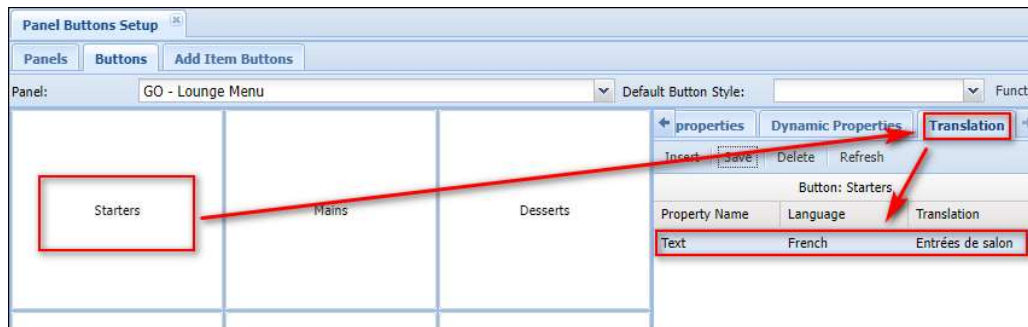 Panel Buttons Setup
Panels Buttons Add Item Buttons
Panel: GO - Lounge Menu Default Button Style: Funct
properties Dynamic Properties Translation
Insert Save Delete Refresh
Button: Starters
Starters Mains Desserts
Property Name Language Translation
Text French Entrées de salon